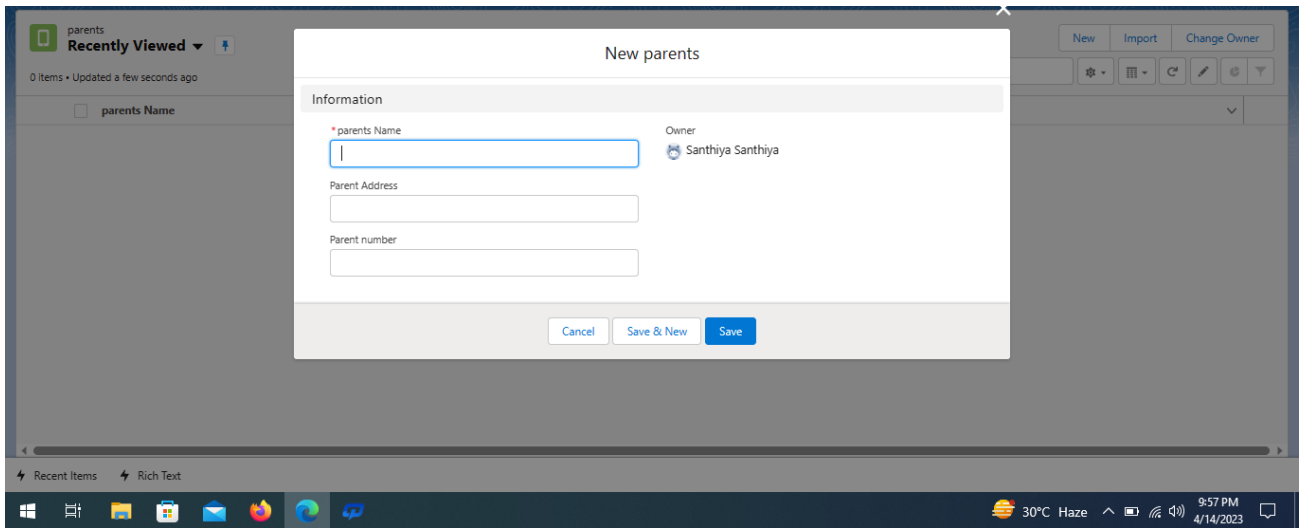 parents
Recently Viewed
New Import Change Owner
0 items • Updated a few seconds ago
parents Name
New parents
Information
* parents Name
Owner
Santhiya Santhiya
Parent Address
Parent number
Cancel Save & New Save
Recent Items Rich Text
30°C Haze
9:57 PM
4/14/2023